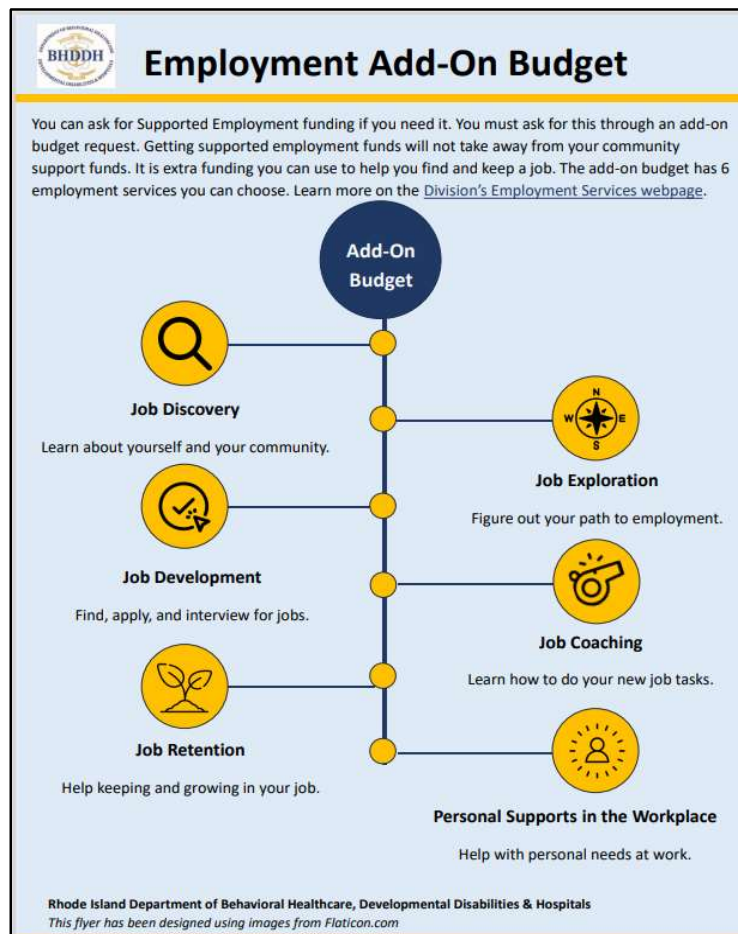 BHDDH
Employment Add-On Budget
You can ask for Supported Employment funding if you need it. You must ask for this through an add-on
budget request. Getting supported employment funds will not take away from your community
support funds. It is extra funding you can use to help you find and keep a job. The add-on budget has 6
employment services you can choose. Learn more on the Division’s Employment Services webpage.
Add-On
Budget
Job Discovery
Learn about yourself and your community.
N
W E
S
Job Exploration
Figure out your path to employment.
Job Development
Find, apply, and interview for jobs.
Job Coaching
Learn how to do your new job tasks.
Job Retention
Help keeping and growing in your job.
Personal Supports in the Workplace
Help with personal needs at work.
Rhode Island Department of Behavioral Healthcare, Developmental Disabilities & Hospitals
This flyer has been designed using images from Flaticon.com